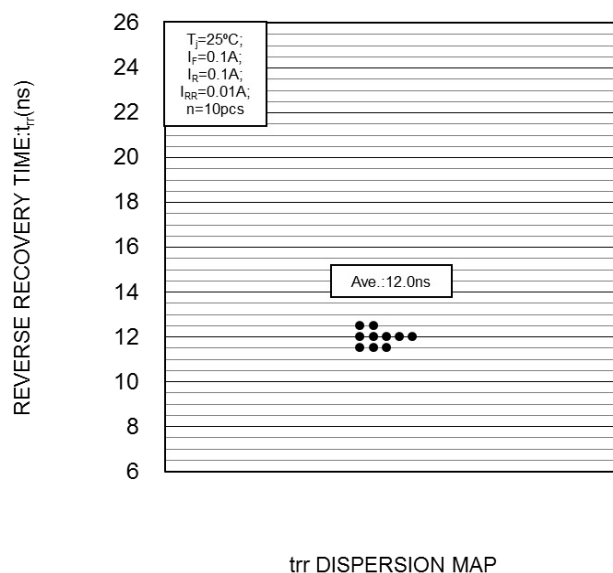 26
24
22
20
18
16
14
12
10
8
6
REVERSE RECOVERY TIME:trr(ns)
Tj=25ºC;
IF=0.1A;
IR=0.1A;
IRR=0.01A;
n=10pcs
Ave.:12.0ns
trr DISPERSION MAP